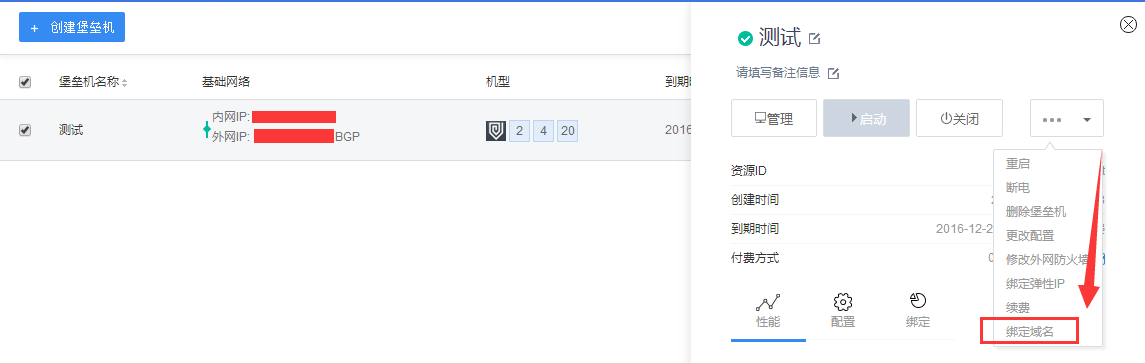 + 创建堡垒机
堡垒机名称 基础网络 机型 到期
测试
内网IP:
外网IP: BGP
2 4 20
2016
测试
请填写备注信息
管理 启动 关闭
资源ID
创建时间
到期时间 2016-12-2
付费方式
性能 配置 绑定
重启
断电
删除堡垒机
更改配置
修改外网防火墙
绑定弹性IP
续费
绑定域名